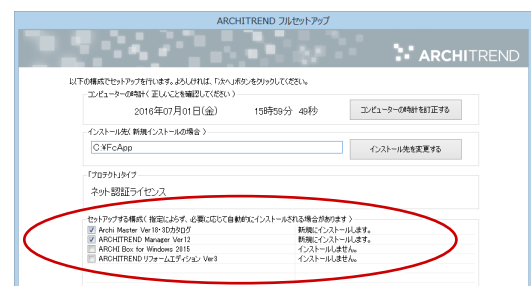 ARCHITREND フルセットアップ
ARCHITREND
以下の構成でセットアップを行います。よろしければ、「次へ」ボタンをクリックしてください。
コンピューターの時計( 正しいことを確認してください )
2016年07月01日(金) 15時59分 49秒 コンピューターの時計を訂正する
インストール先( 新規インストールの場合 )
C:¥FcApp インストール先を変更する
「プロテクト」タイプ
ネット認証ライセンス
セットアップする構成( 指定によらず、必要に応じて自動的にインストールされる場合があります )
Archi Master Ver18・3Dカタログ 新規にインストールします。
ARCHITREND Manager Ver12 新規にインストールします。
ARCHI Box for Windows 2015 インストールしません。
ARCHITREND リフォームエディション Ver3 インストールしません。